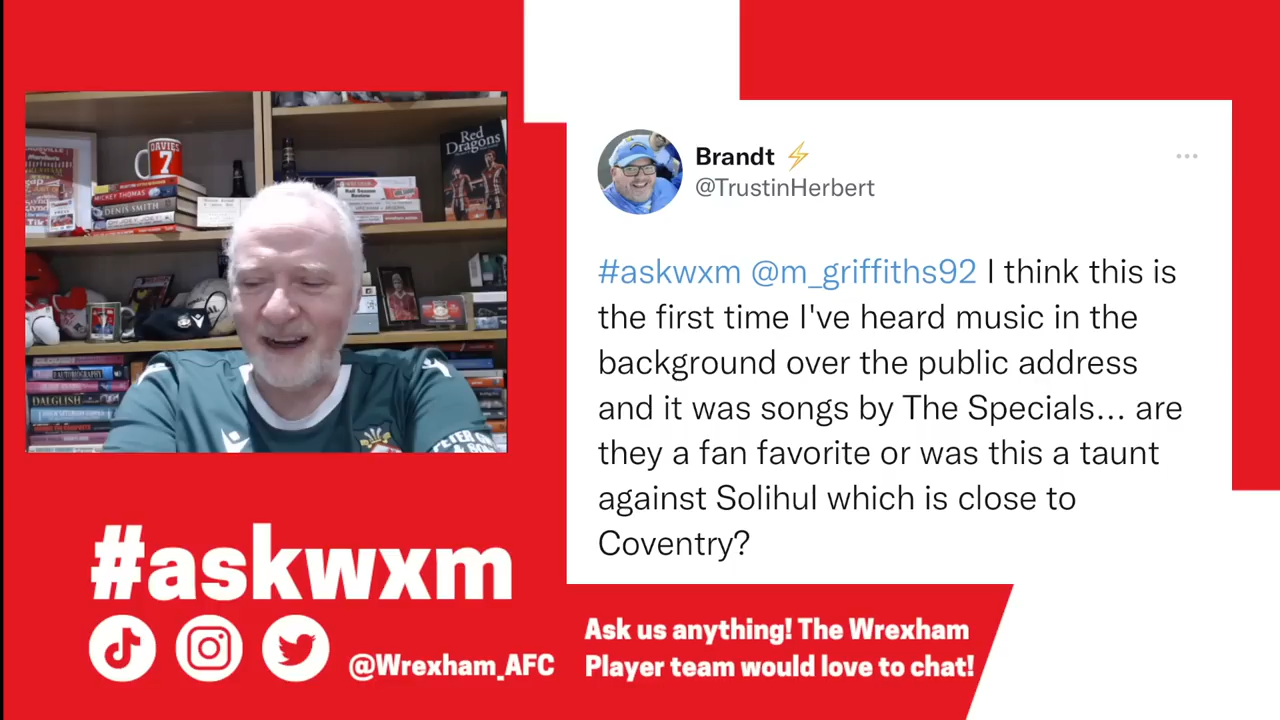 Brandt ⚡
@TrustinHerbert
#askwxm @m_griffiths92 I think this is
the first time I've heard music in the
background over the public address
and it was songs by The Specials... are
they a fan favorite or was this a taunt
against Solihul which is close to
Coventry?
#askwxm
@Wrexham_AFC
Ask us anything! The Wrexham
Player team would love to chat!
DAVIES
7
MICKEY THOMAS
DENIS SMITH
Red
Dragons
DALGLISH